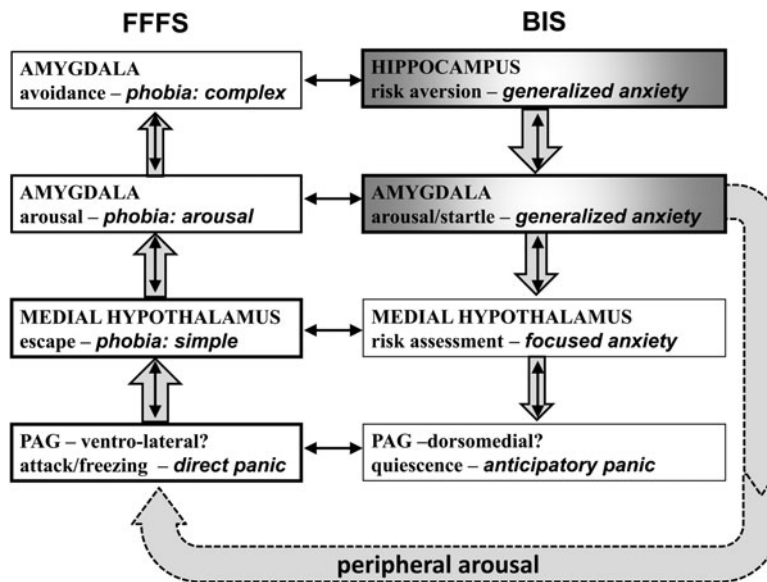 FFFS
BIS
AMYGDALA
avoidance – phobia: complex
HIPPOCAMPUS
risk aversion – generalized anxiety
AMYGDALA
arousal – phobia: arousal
AMYGDALA
arousal/startle – generalized anxiety
MEDIAL HYPOTHALAMUS
escape – phobia: simple
MEDIAL HYPOTHALAMUS
risk assessment – focused anxiety
PAG – ventro-lateral?
attack/freezing – direct panic
PAG –dorsomedial?
quiescence – anticipatory panic
peripheral arousal